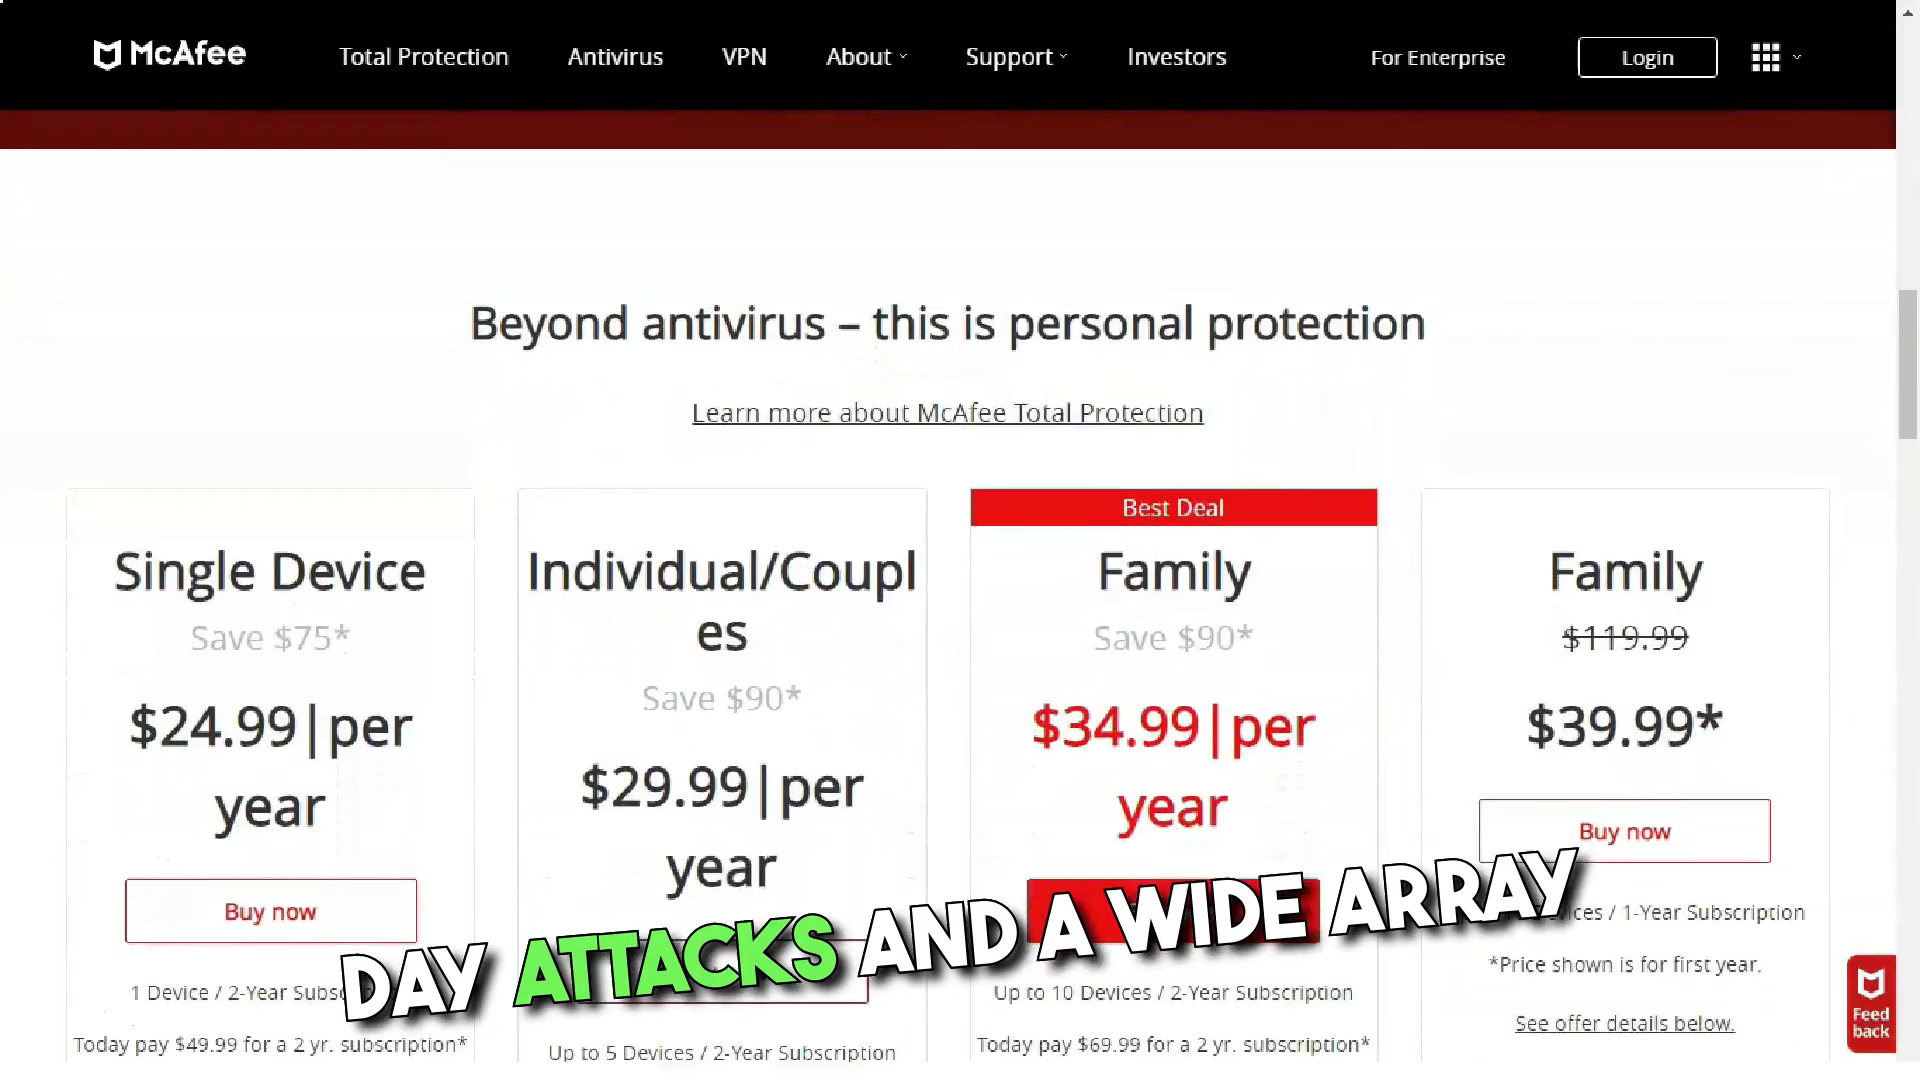 McAfee
Total Protection
Antivirus
VPN
About
Support
Investors
For Enterprise
Login
Beyond antivirus – this is personal protection
Learn more about McAfee Total Protection
Single Device
Save $75*
$24.99|per
year
Buy now
1 Device / 2-Year
Today pay $49.99 for a 2 yr. subscription*
Individual/Coupl
es
Save $90*
$29.99|per
year
Up to 5 Devices / 2-Year Subscription
Best Deal
Family
Save $90*
$34.99|per
year
Up to 10 Devices / 2-Year Subscription
Today pay $69.99 for a 2 yr. subscription*
Family
$119.99
$39.99*
Buy now
/ 1-Year Subscription
*Price shown is for first year.
See offer details below.
DAY ATTACKS AND A WIDE ARRAY
Feed
back